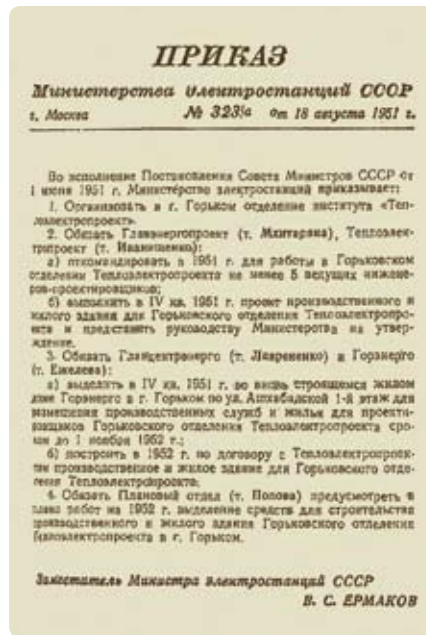 ПРИКАЗ
Министерства электростанций СССР
г. Москва № 323/а от 18 августа 1951 г.
Во исполнение Постановления Совета Министров СССР от
1 июня 1951 г. Министерство электростанций приказывает:
1. Организовать в г. Горьком отделение института «Теп-
лоэлектропроект».
2. Обязать Главэнергопроект (т. Мхитаряна), Теплоэлек-
тропроект (т. Иванищенко):
а) откомандировать в 1951 г. для работы в Горьковском
отделении Теплоэлектропроекта не менее 5 ведущих инжене-
ров-проектировщиков;
б) выполнить в IV кв. 1951 г. проект производственного и
жилого здания для Горьковского отделения Теплоэлектропро-
екта и представить руководству Министерства на утвер-
ждение.
3. Обязать Главцентрэнерго (т. Лаврененко) и Горэнерго
(т. Ежелева):
а) выделить в IV кв. 1951 г. во вновь строящемся жилом
доме Горэнерго в г. Горьком по ул. Ашхабадской 1-й этаж для
размещения производственных служб и жилья для проекти-
ровщиков Горьковского отделения Теплоэлектропроекта сро-
ком до 1 ноября 1952 г.;
б) построить в 1952 г. по договору с Теплоэлектропроек-
том производственное и жилое здание для Горьковского отде-
ления Теплоэлектропроекта;
4. Обязать Плановый отдел (т. Попова) предусмотреть в
плане работ на 1952 г. выделение средств для строительства
производственного и жилого здания Горьковского отделения
Теплоэлектропроекта в г. Горьком.
Заместитель Министра электростанций СССР
В. С. ЕРМАКОВ